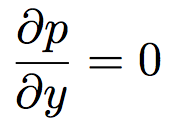 ∂p/∂y = 0